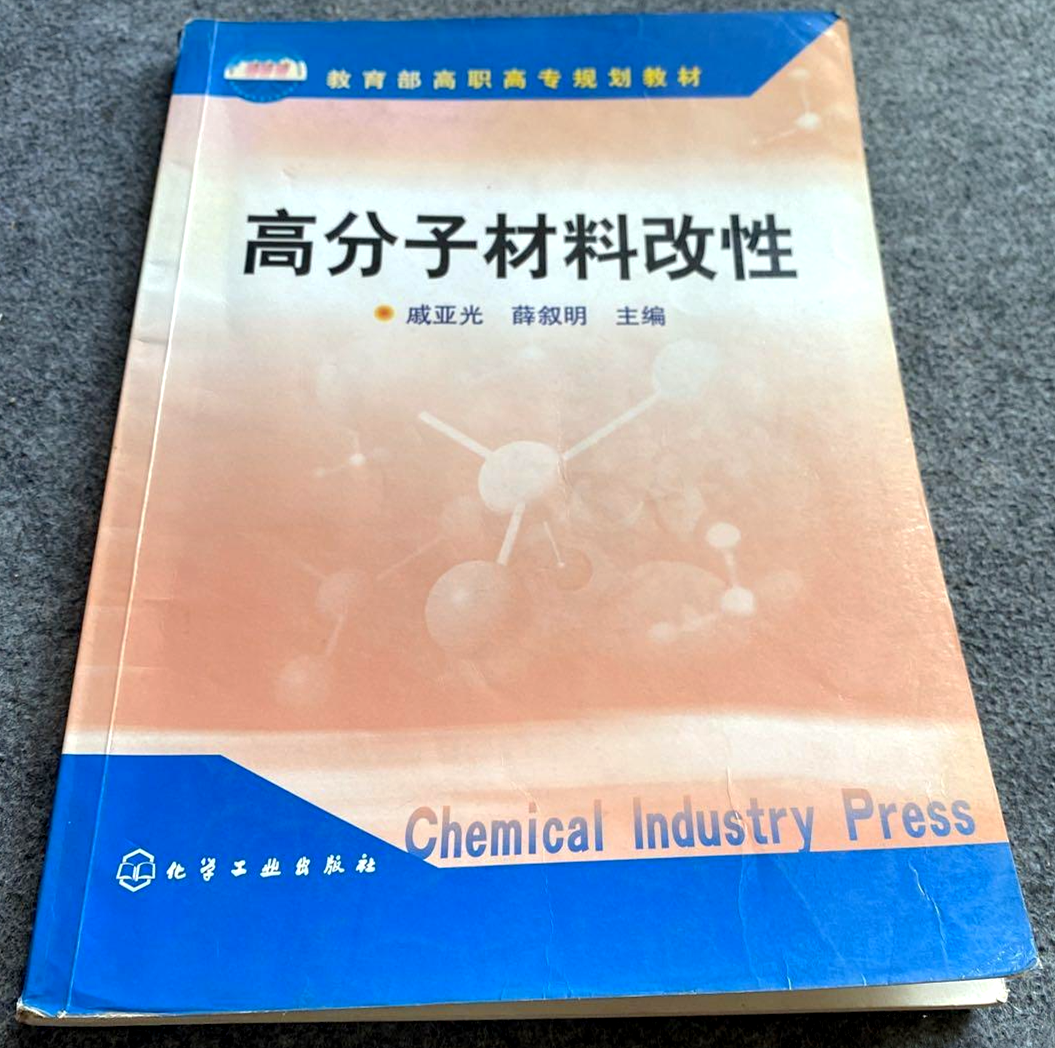 教育部高职高专规划教材
高分子材料改性
戚亚光 薛叙明 主编
Chemical Industry Press
化学工业出版社